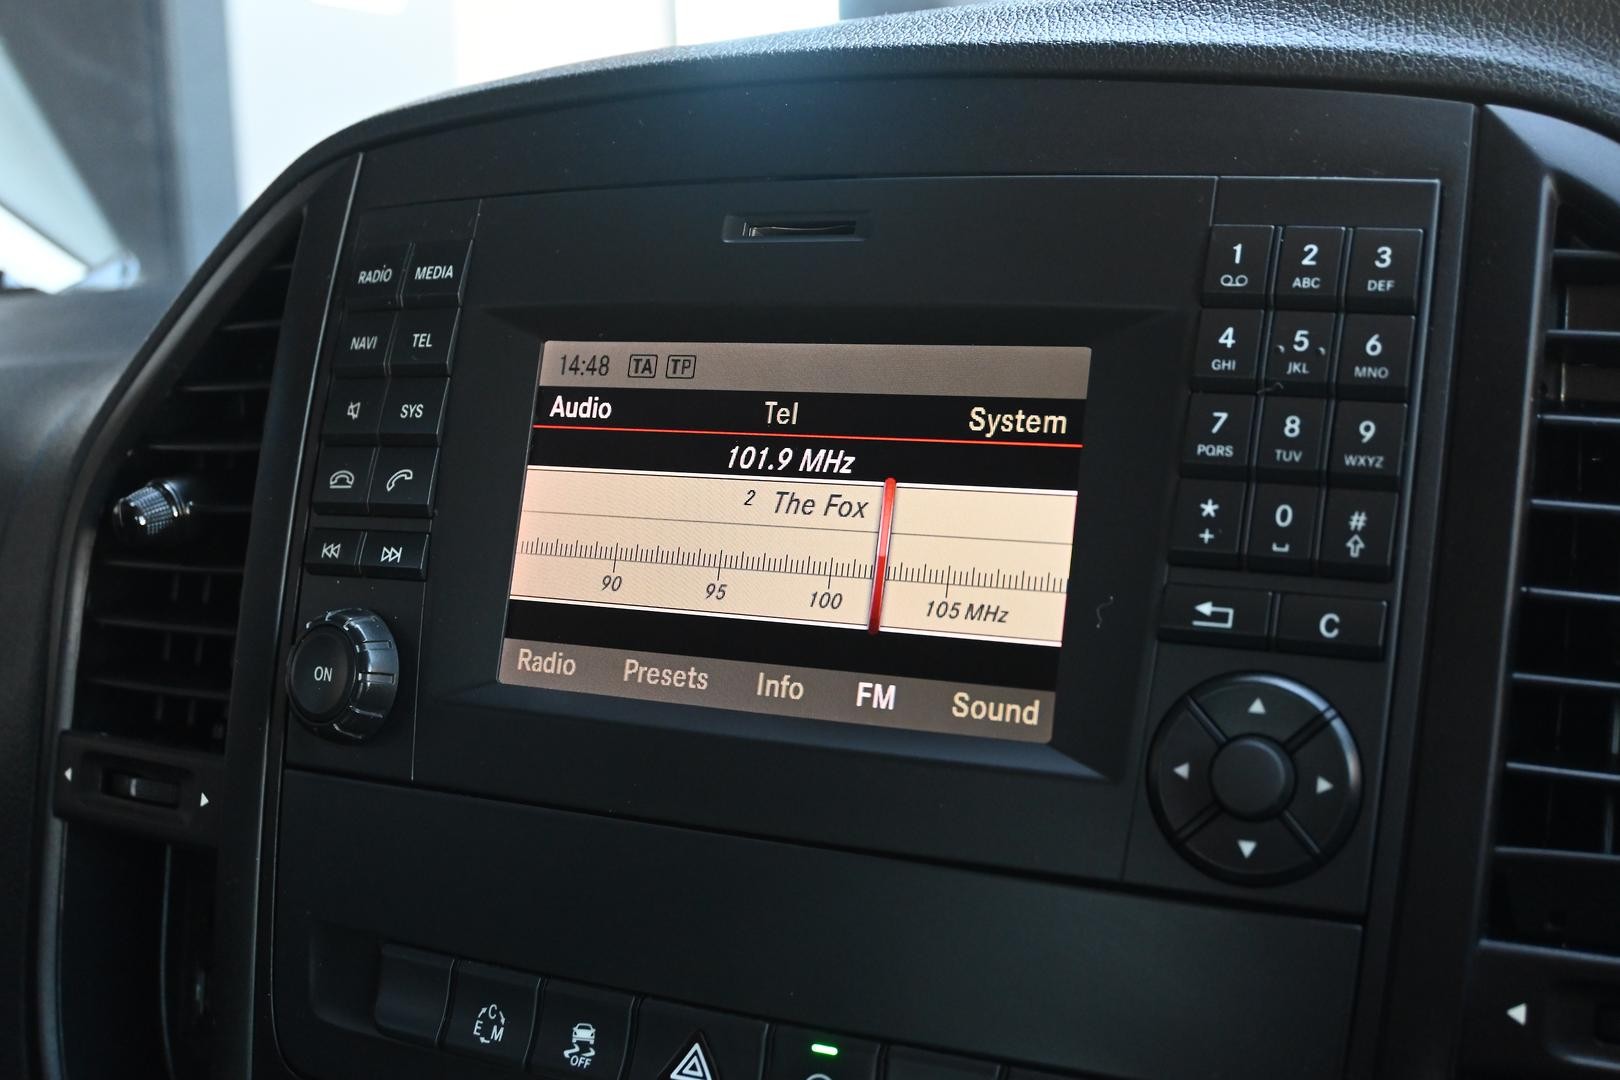 RADIO MEDIA
NAVI TEL
SYS
ON
14:48 TA TP
Audio Tel System
101.9 MHz
2 The Fox
90 95 100 105 MHz
Radio Presets Info FM Sound
1 2 ABC 3 DEF
4 GHI 5 JKL 6 MNO
7 PQRS 8 TUV 9 WXYZ
* + 0 #
C
C E M
OFF